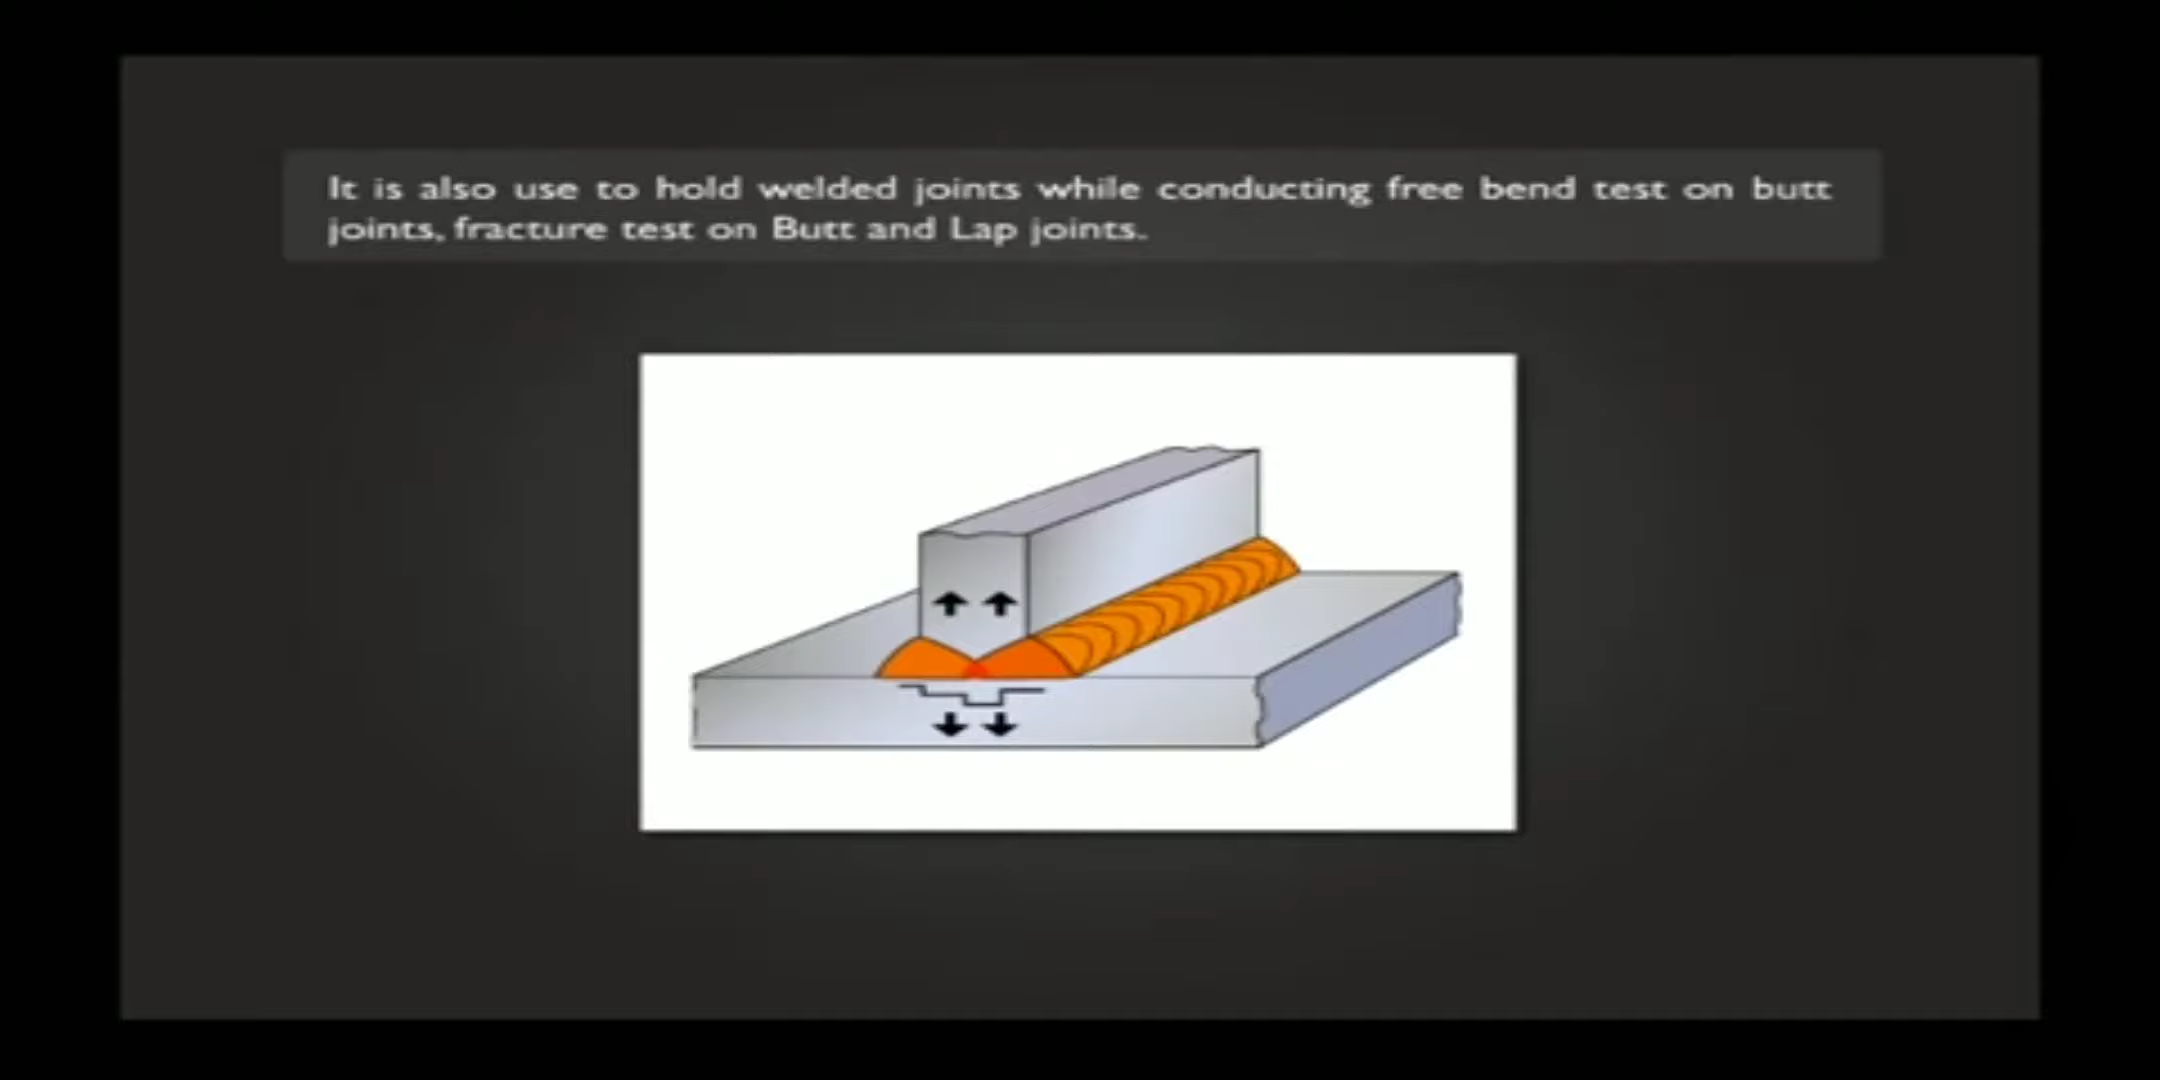 It is also use to hold welded joints while conducting free bend test on butt
joints, fracture test on Butt and Lap joints.